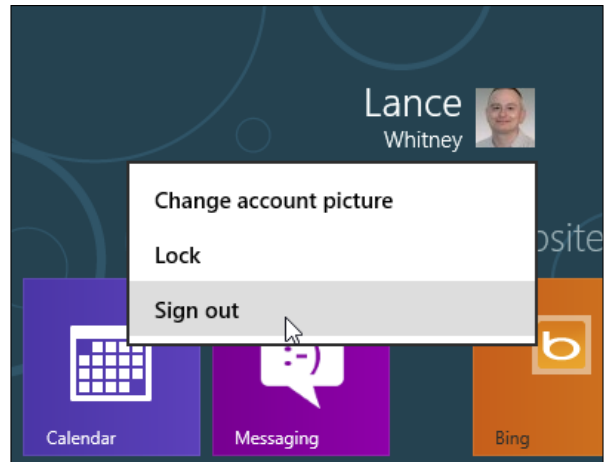 Lance
Whitney
Change account picture
Lock
Sign out
:-)
b
Calendar
Messaging
Bing